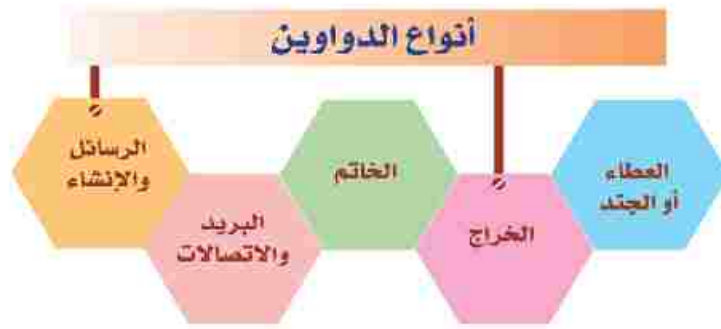 أنواع الدواوين
العطاء
أو الجند
الخراج
الخاتم
البريد
والاتصالات
الرسائل
والإنشاء